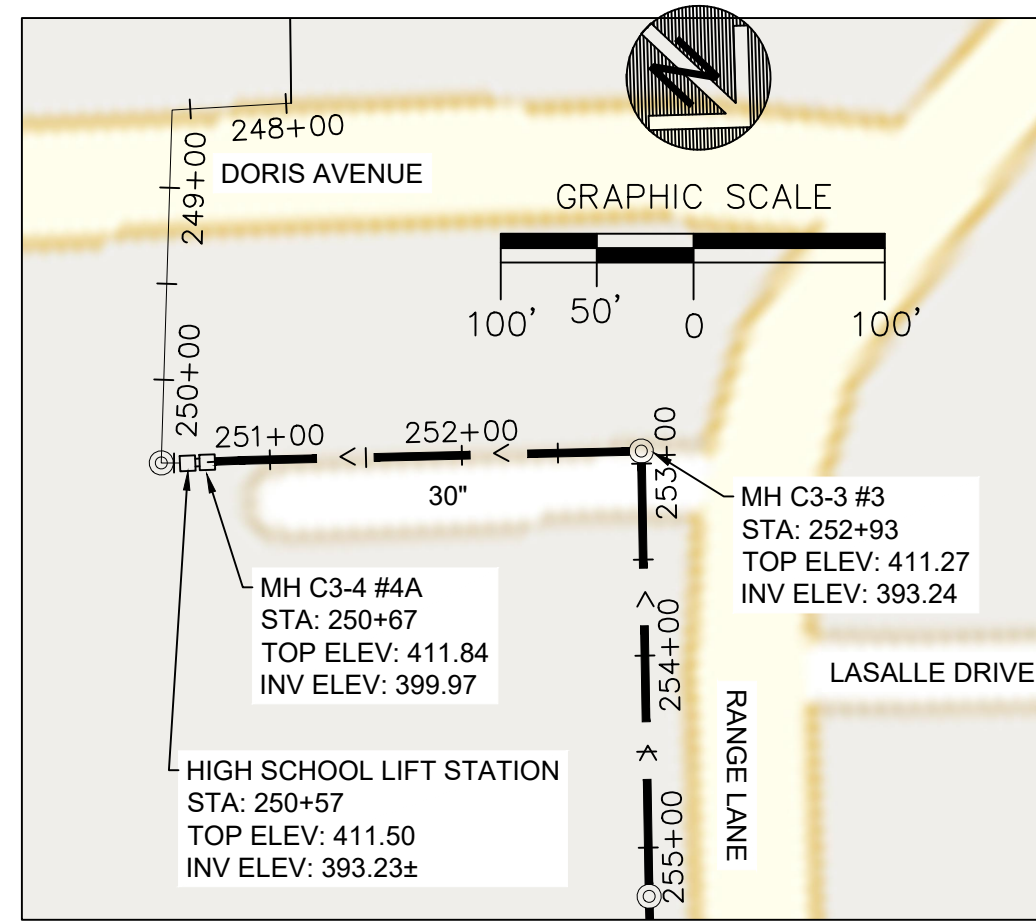 N
248+00
249+00
DORIS AVENUE
GRAPHIC SCALE
100' 50' 0 100'
250+00
251+00
252+00
253+00
30"
MH C3-3 #3
STA: 252+93
TOP ELEV: 411.27
INV ELEV: 393.24
MH C3-4 #4A
STA: 250+67
TOP ELEV: 411.84
INV ELEV: 399.97
254+00
LASALLE DRIVE
RANGE LANE
HIGH SCHOOL LIFT STATION
STA: 250+57
TOP ELEV: 411.50
INV ELEV: 393.23±
255+00